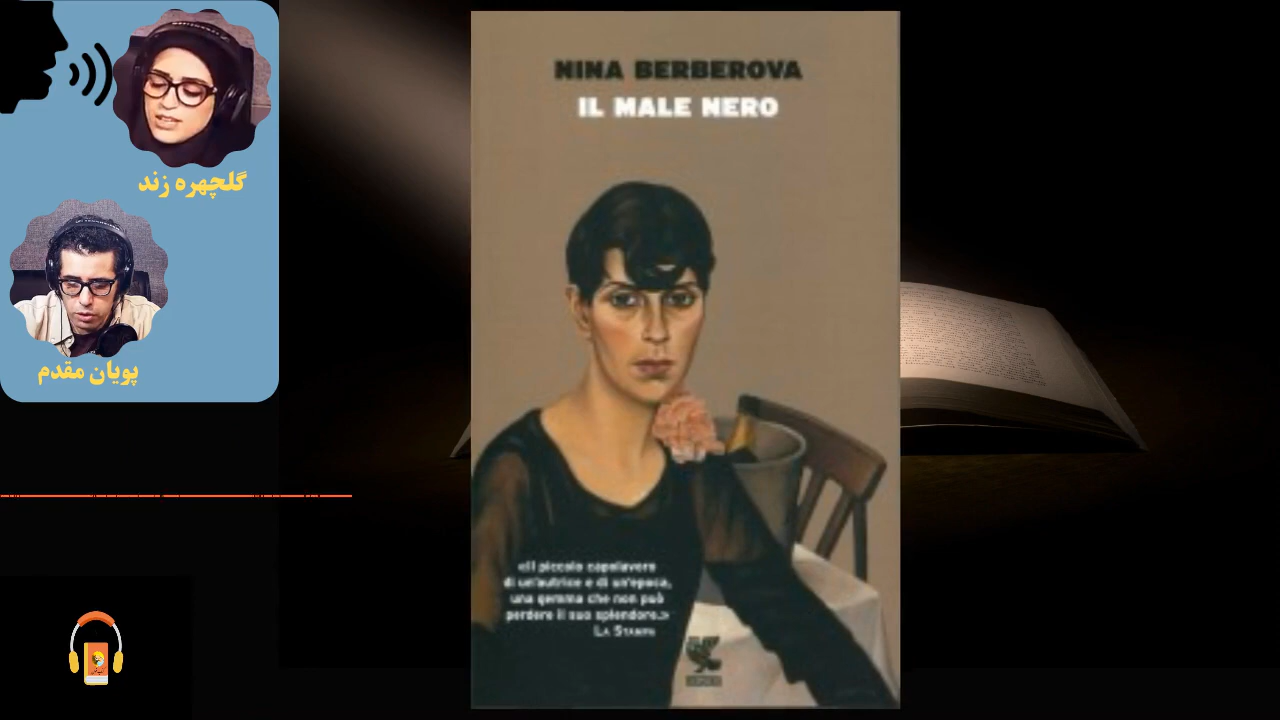 گلچهره زند
پویان مقدم
NINA BERBEROVA
IL MALE NERO
«Il piccolo capolavoro
di un'autrice e di un'epoca,
una gemma che non può
perdere il suo splendore.»
LA STAMPA